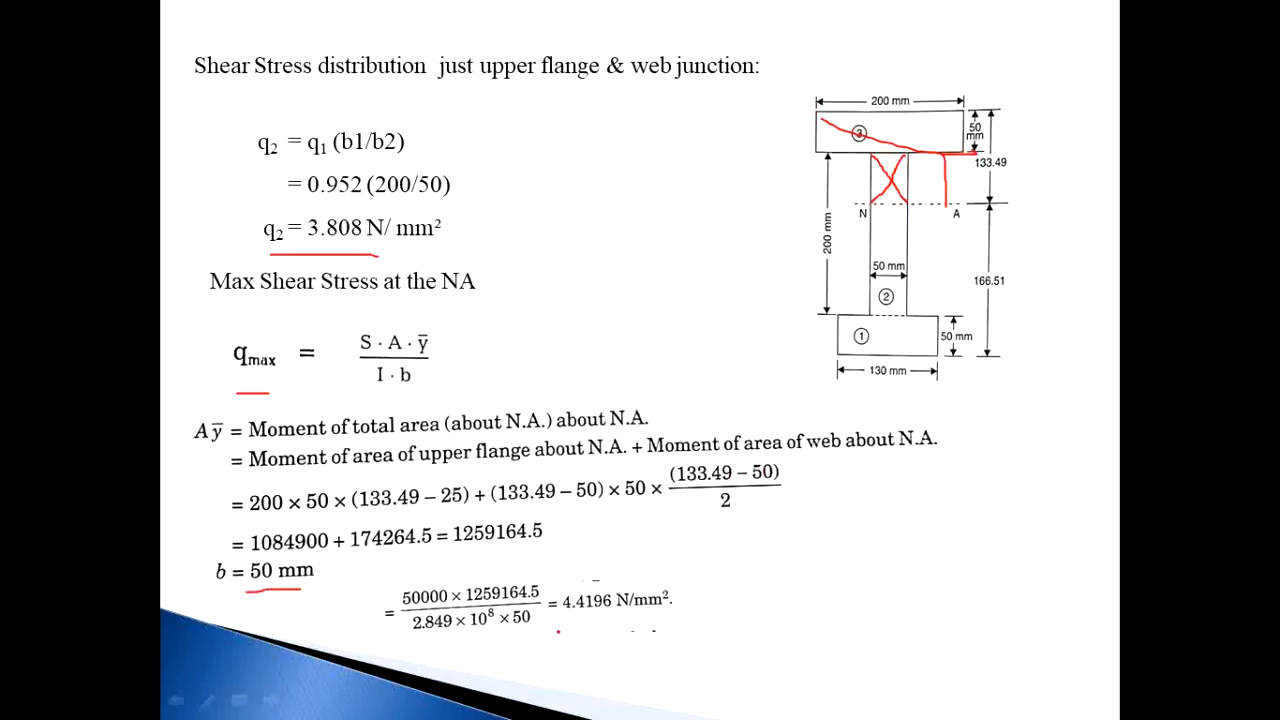 Shear Stress distribution just upper flange & web junction:
q₂ = q₁ (b1/b2)
= 0.952 (200/50)
q₂ = 3.808 N/ mm²
Max Shear Stress at the NA
qmax = S · A · ȳ / I · b
Aȳ = Moment of total area (about N.A.) about N.A.
= Moment of area of upper flange about N.A. + Moment of area of web about N.A.
= 200 × 50 × (133.49 – 25) + (133.49 – 50) × 50 × (133.49 – 50) / 2
= 1084900 + 174264.5 = 1259164.5
b = 50 mm
= 50000 × 1259164.5 / 2.849 × 10⁸ × 50 = 4.4196 N/mm².
200 mm
3
50 mm
133.49
N
A
200 mm
50 mm
166.51
2
1
50 mm
130 mm